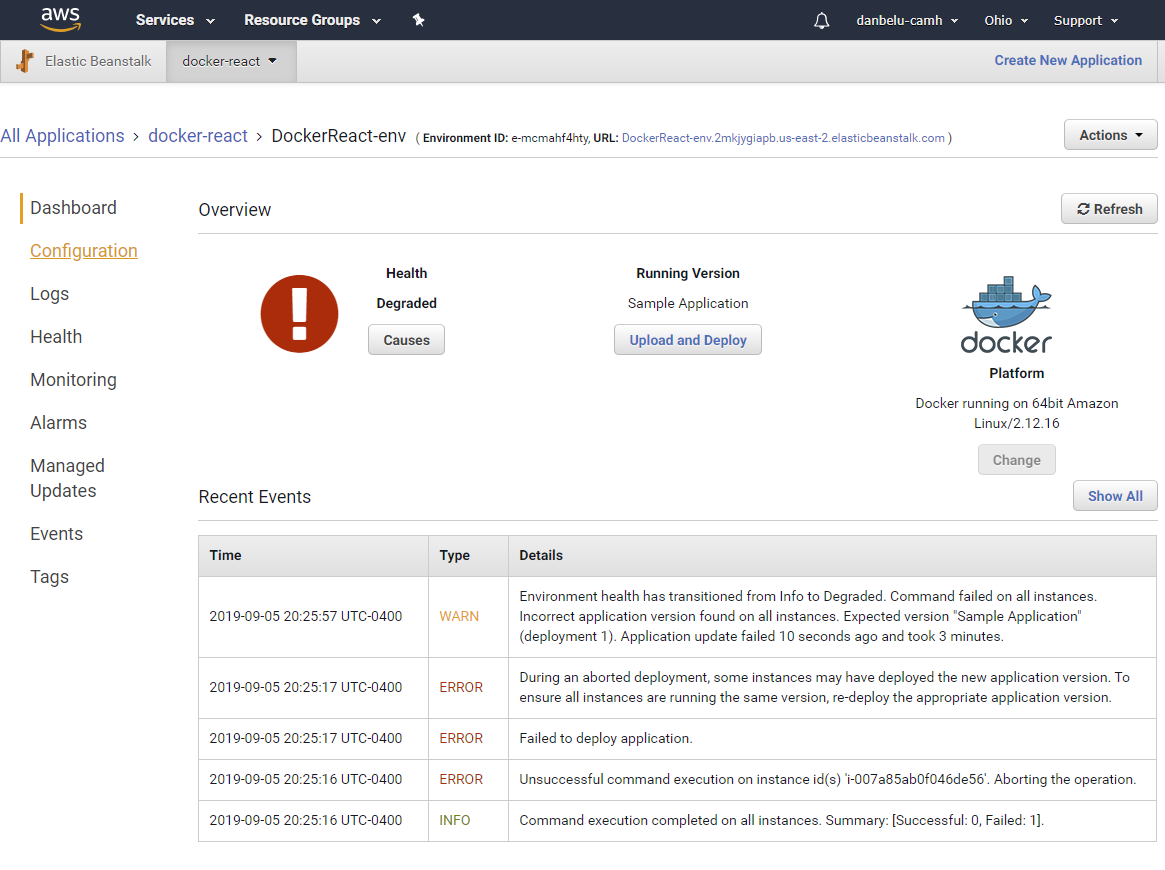 aws Services Resource Groups danbelu-camh Ohio Support
Elastic Beanstalk docker-react Create New Application
All Applications > docker-react > DockerReact-env ( Environment ID: e-mcmahf4hty, URL: DockerReact-env.2mkjygiapb.us-east-2.elasticbeanstalk.com )
Actions
Dashboard
Configuration
Logs
Health
Monitoring
Alarms
Managed
Updates
Events
Tags
Overview
Refresh
Health
Degraded
Causes
Running Version
Sample Application
Upload and Deploy
docker
Platform
Docker running on 64bit Amazon
Linux/2.12.16
Change
Recent Events
Show All
Time Type Details
2019-09-05 20:25:57 UTC-0400 WARN Environment health has transitioned from Info to Degraded. Command failed on all instances.
Incorrect application version found on all instances. Expected version "Sample Application"
(deployment 1). Application update failed 10 seconds ago and took 3 minutes.
2019-09-05 20:25:17 UTC-0400 ERROR During an aborted deployment, some instances may have deployed the new application version. To
ensure all instances are running the same version, re-deploy the appropriate application version.
2019-09-05 20:25:17 UTC-0400 ERROR Failed to deploy application.
2019-09-05 20:25:16 UTC-0400 ERROR Unsuccessful command execution on instance id(s) 'i-007a85ab0f046de56'. Aborting the operation.
2019-09-05 20:25:16 UTC-0400 INFO Command execution completed on all instances. Summary: [Successful: 0, Failed: 1].